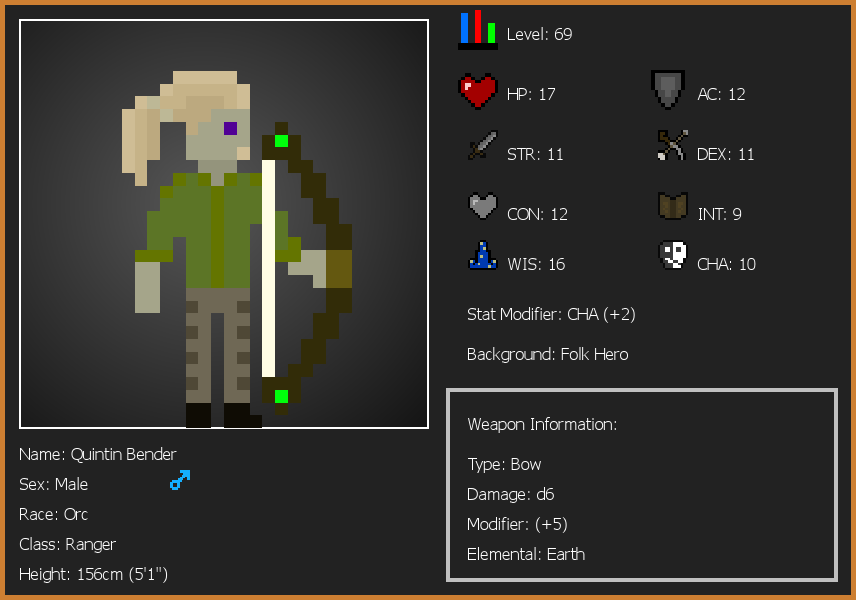 Level: 69
HP: 17
AC: 12
STR: 11
DEX: 11
CON: 12
INT: 9
WIS: 16
CHA: 10
Stat Modifier: CHA (+2)
Background: Folk Hero
Weapon Information:
Type: Bow
Damage: d6
Modifier: (+5)
Elemental: Earth
Name: Quintin Bender
Sex: Male
Race: Orc
Class: Ranger
Height: 156cm (5'1")